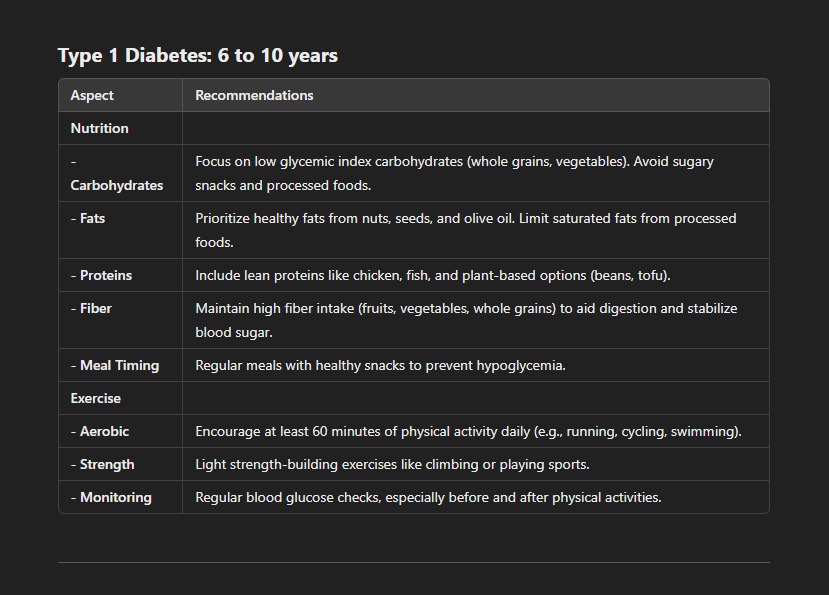 Type 1 Diabetes: 6 to 10 years
Aspect Recommendations
Nutrition
- Carbohydrates Focus on low glycemic index carbohydrates (whole grains, vegetables). Avoid sugary
snacks and processed foods.
- Fats Prioritize healthy fats from nuts, seeds, and olive oil. Limit saturated fats from processed
foods.
- Proteins Include lean proteins like chicken, fish, and plant-based options (beans, tofu).
- Fiber Maintain high fiber intake (fruits, vegetables, whole grains) to aid digestion and stabilize
blood sugar.
- Meal Timing Regular meals with healthy snacks to prevent hypoglycemia.
Exercise
- Aerobic Encourage at least 60 minutes of physical activity daily (e.g., running, cycling, swimming).
- Strength Light strength-building exercises like climbing or playing sports.
- Monitoring Regular blood glucose checks, especially before and after physical activities.